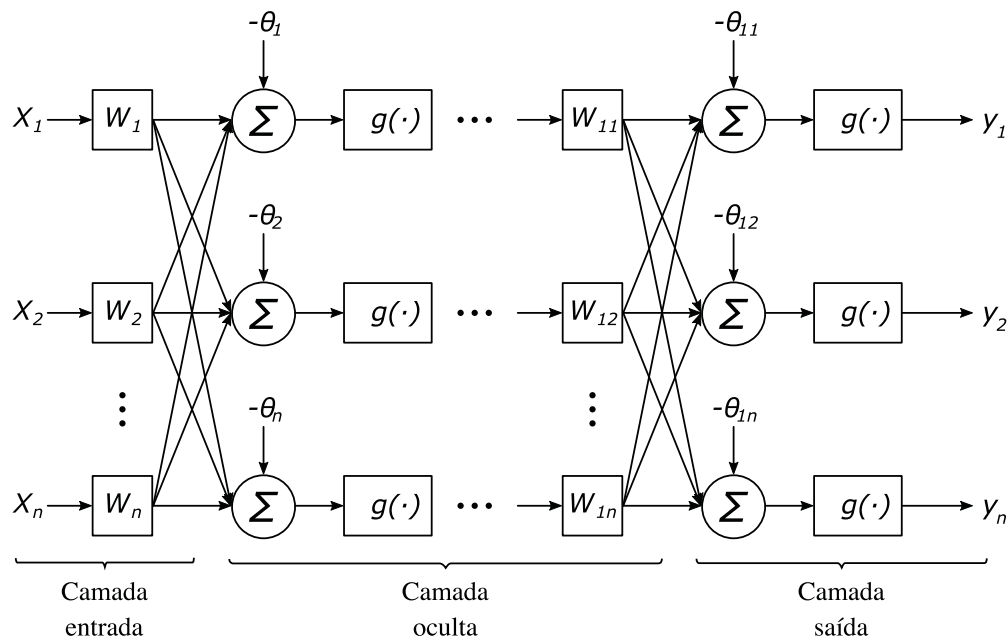 -θ1 -θ11
X1 W1 Σ g(·) ... W11 Σ g(·) y1
-θ2 -θ12
X2 W2 Σ g(·) ... W12 Σ g(·) y2
-θn -θ1n
Xn Wn Σ g(·) ... W1n Σ g(·) yn
Camada Camada Camada
entrada oculta saída